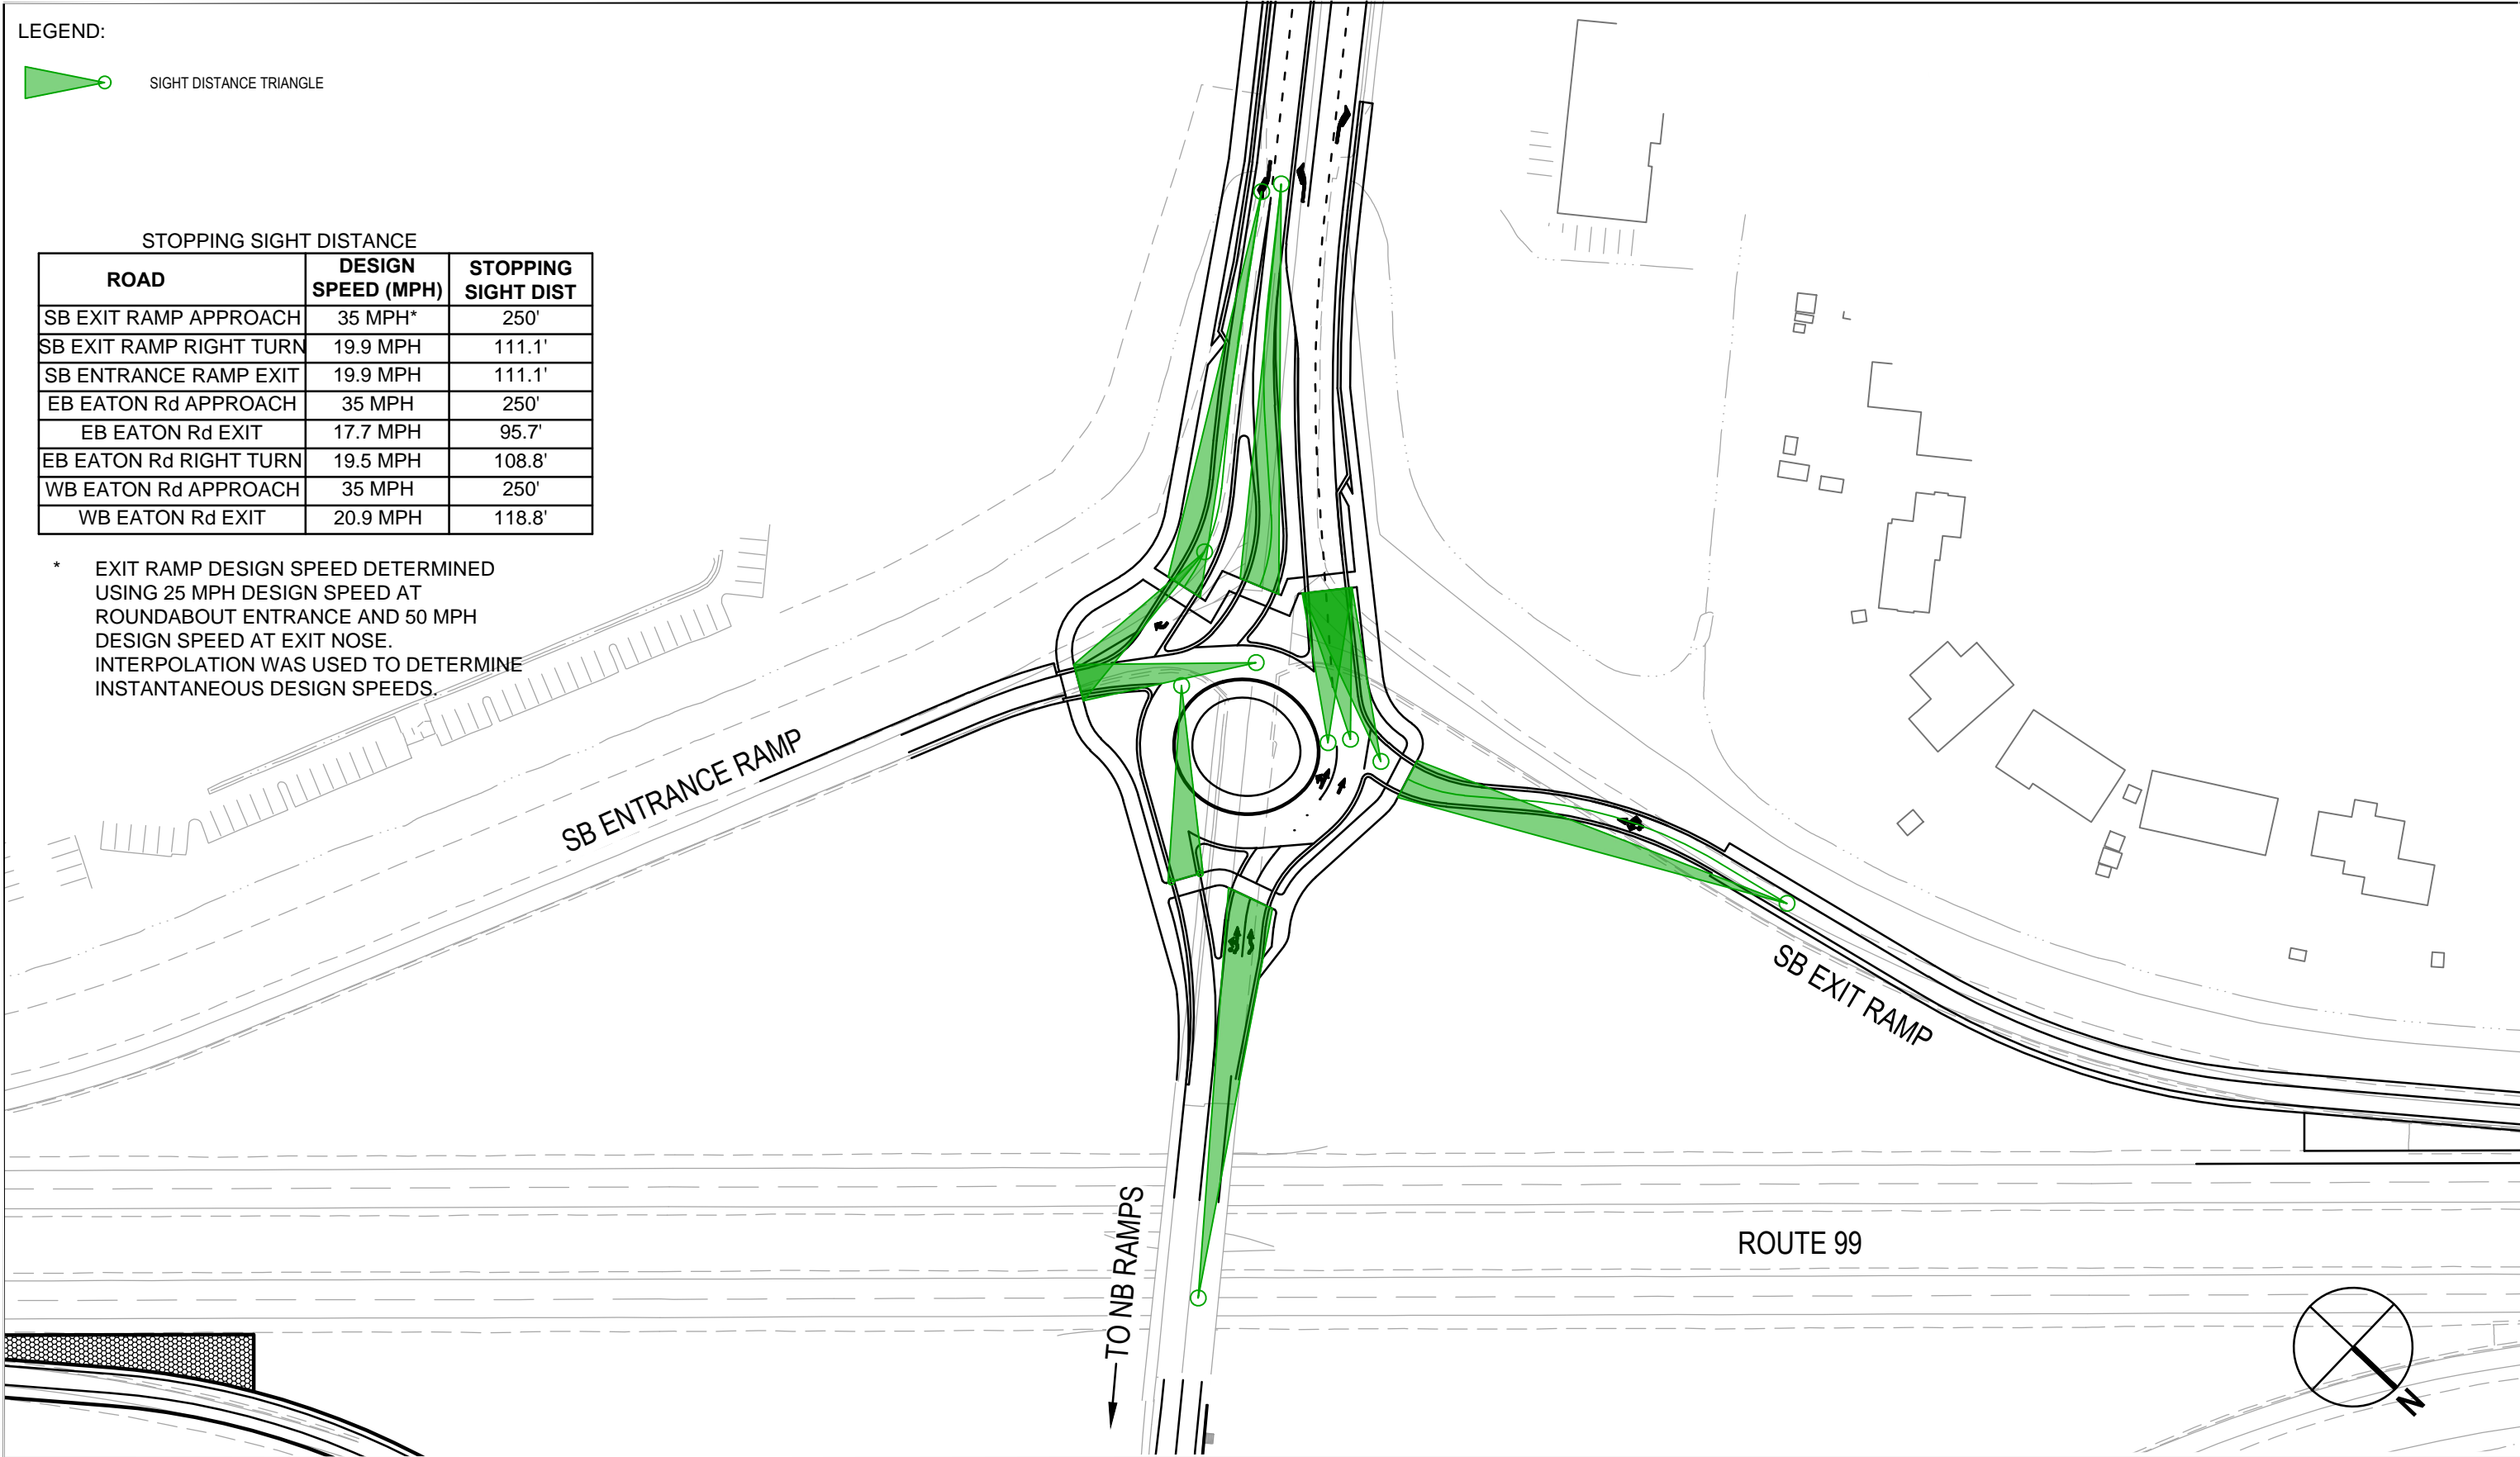 LEGEND:
SIGHT DISTANCE TRIANGLE
STOPPING SIGHT DISTANCE
ROAD DESIGN SPEED (MPH) STOPPING SIGHT DIST
SB EXIT RAMP APPROACH 35 MPH* 250'
SB EXIT RAMP RIGHT TURN 19.9 MPH 111.1'
SB ENTRANCE RAMP EXIT 19.9 MPH 111.1'
EB EATON Rd APPROACH 35 MPH 250'
EB EATON Rd EXIT 17.7 MPH 95.7'
EB EATON Rd RIGHT TURN 19.5 MPH 108.8'
WB EATON Rd APPROACH 35 MPH 250'
WB EATON Rd EXIT 20.9 MPH 118.8'
* EXIT RAMP DESIGN SPEED DETERMINED
USING 25 MPH DESIGN SPEED AT
ROUNDABOUT ENTRANCE AND 50 MPH
DESIGN SPEED AT EXIT NOSE.
INTERPOLATION WAS USED TO DETERMINE
INSTANTANEOUS DESIGN SPEEDS.
SB ENTRANCE RAMP
SB EXIT RAMP
TO NB RAMPS
ROUTE 99
N